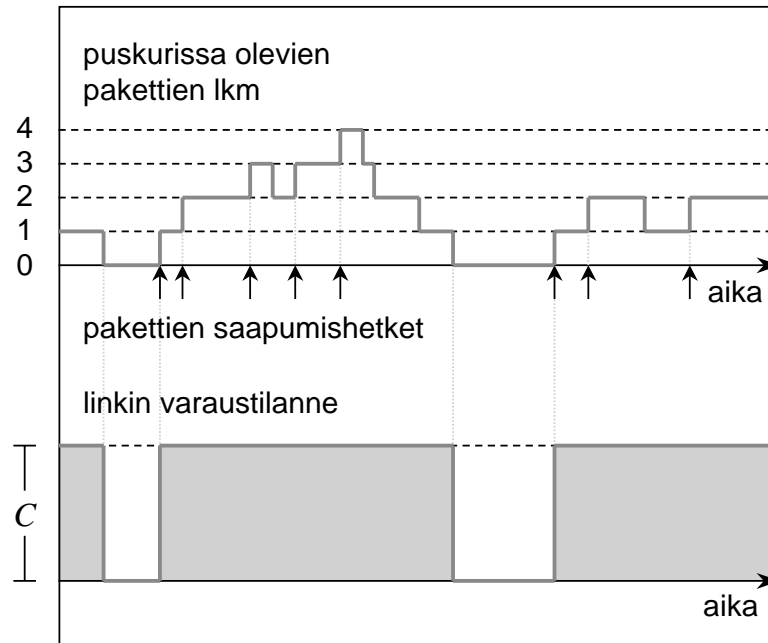 puskurissa olevien
pakettien lkm
4
3
2
1
0
aika
pakettien saapumishetket
linkin varaustilanne
C
aika